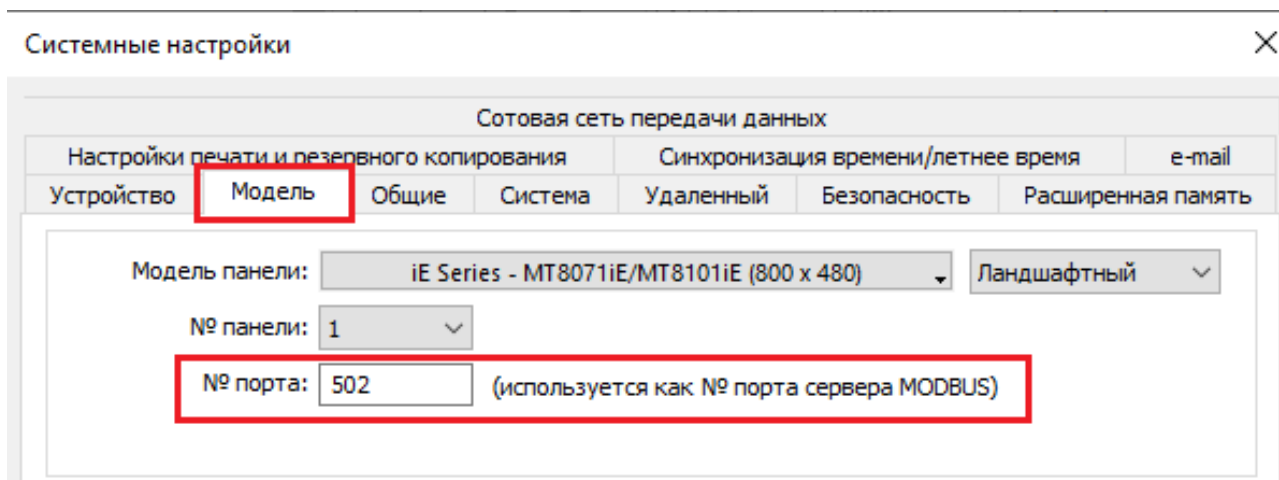 Системные настройки
Сотовая сеть передачи данных
Настройки печати и резервного копирования Синхронизация времени/летнее время e-mail
Устройство Модель Общие Система Удаленный Безопасность Расширенная память
Модель панели: iE Series - MT8071iE/MT8101iE (800 x 480) Ландшафтный
№ панели: 1
№ порта: 502 (используется как № порта сервера MODBUS)